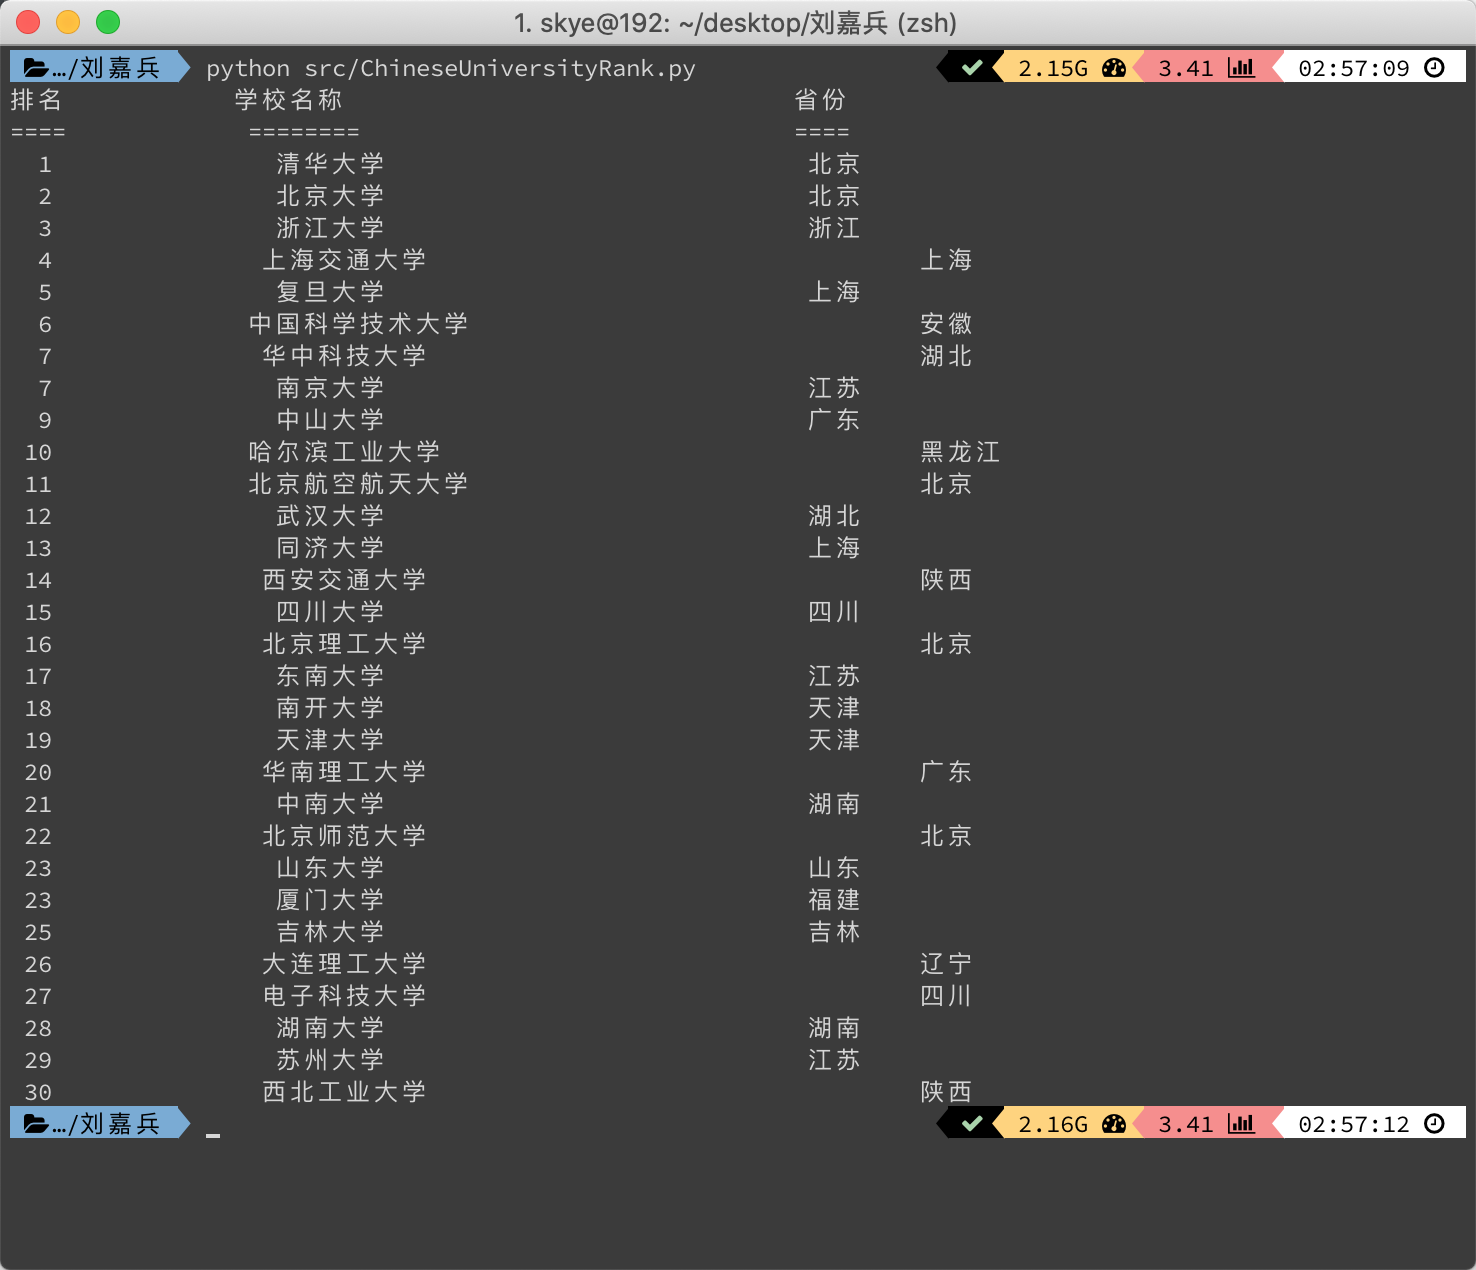 1. skye@192: ~/desktop/刘嘉兵 (zsh)
…/刘嘉兵 python src/ChineseUniversityRank.py 2.15G 3.41 02:57:09
排名 学校名称 省份
==== ======== ====
1 清华大学 北京
2 北京大学 北京
3 浙江大学 浙江
4 上海交通大学 上海
5 复旦大学 上海
6 中国科学技术大学 安徽
7 华中科技大学 湖北
7 南京大学 江苏
9 中山大学 广东
10 哈尔滨工业大学 黑龙江
11 北京航空航天大学 北京
12 武汉大学 湖北
13 同济大学 上海
14 西安交通大学 陕西
15 四川大学 四川
16 北京理工大学 北京
17 东南大学 江苏
18 南开大学 天津
19 天津大学 天津
20 华南理工大学 广东
21 中南大学 湖南
22 北京师范大学 北京
23 山东大学 山东
23 厦门大学 福建
25 吉林大学 吉林
26 大连理工大学 辽宁
27 电子科技大学 四川
28 湖南大学 湖南
29 苏州大学 江苏
30 西北工业大学 陕西
…/刘嘉兵 2.16G 3.41 02:57:12